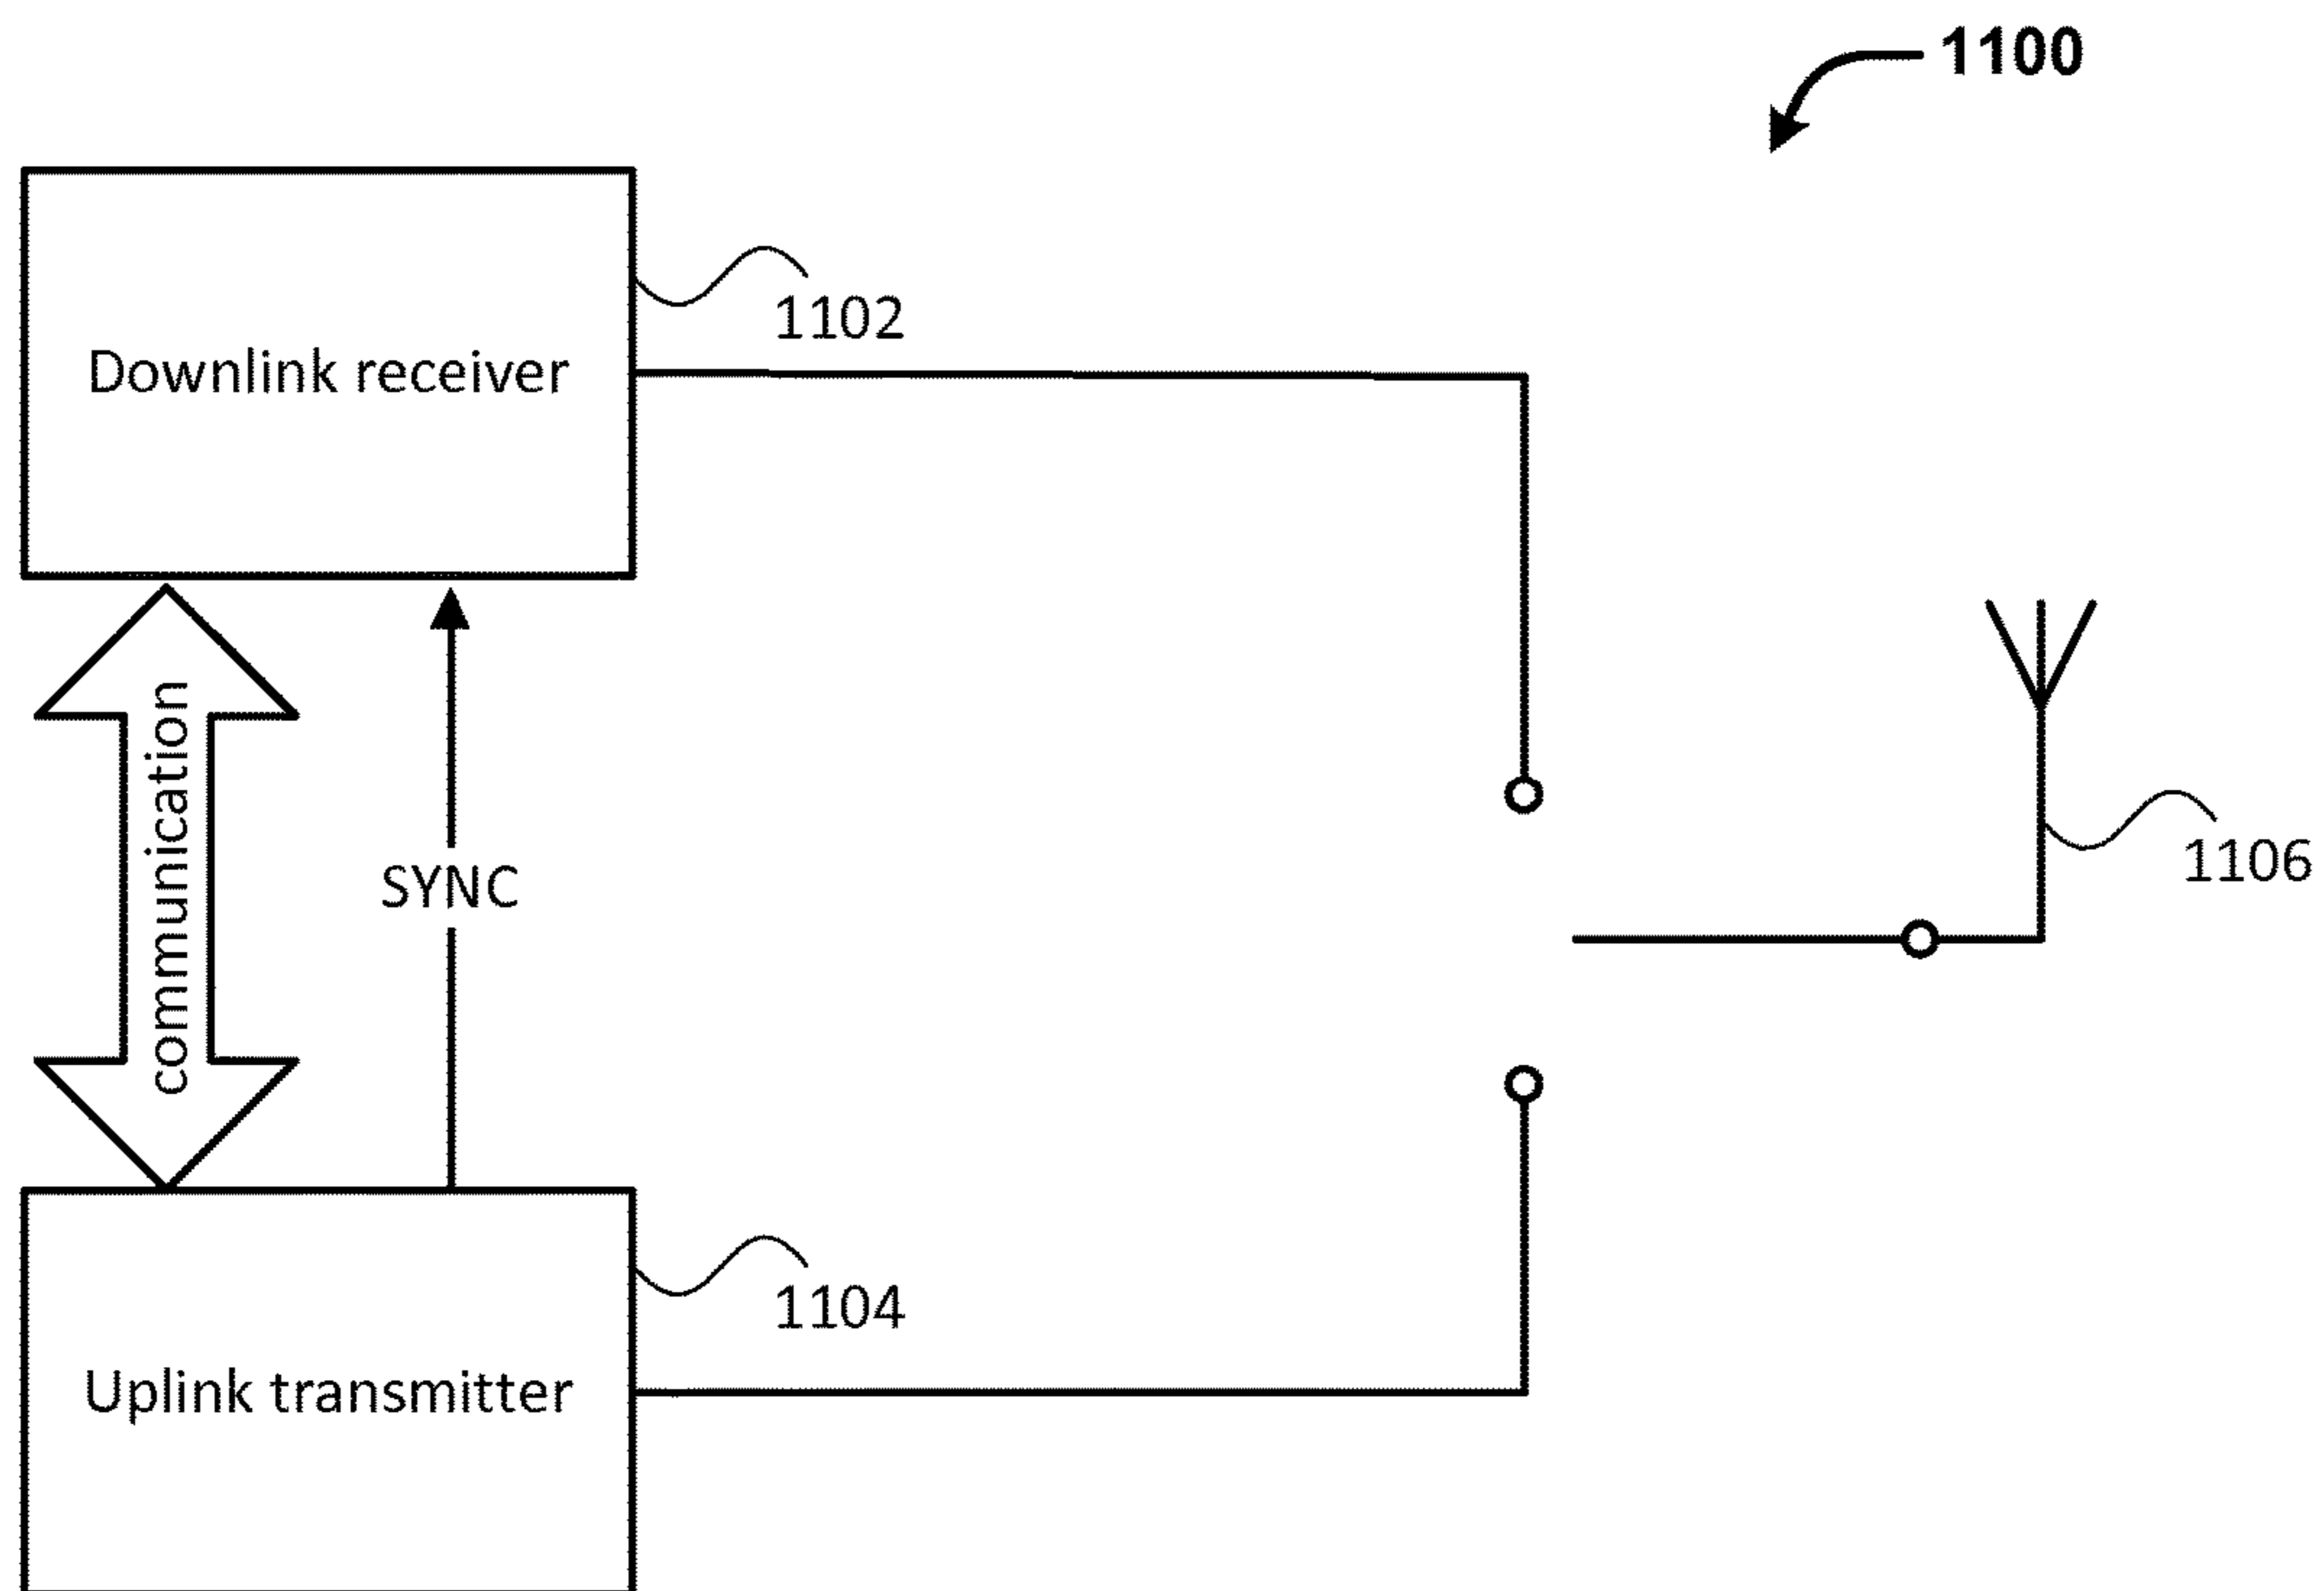 1100
1102
Downlink receiver
communication
SYNC
1106
1104
Uplink transmitter